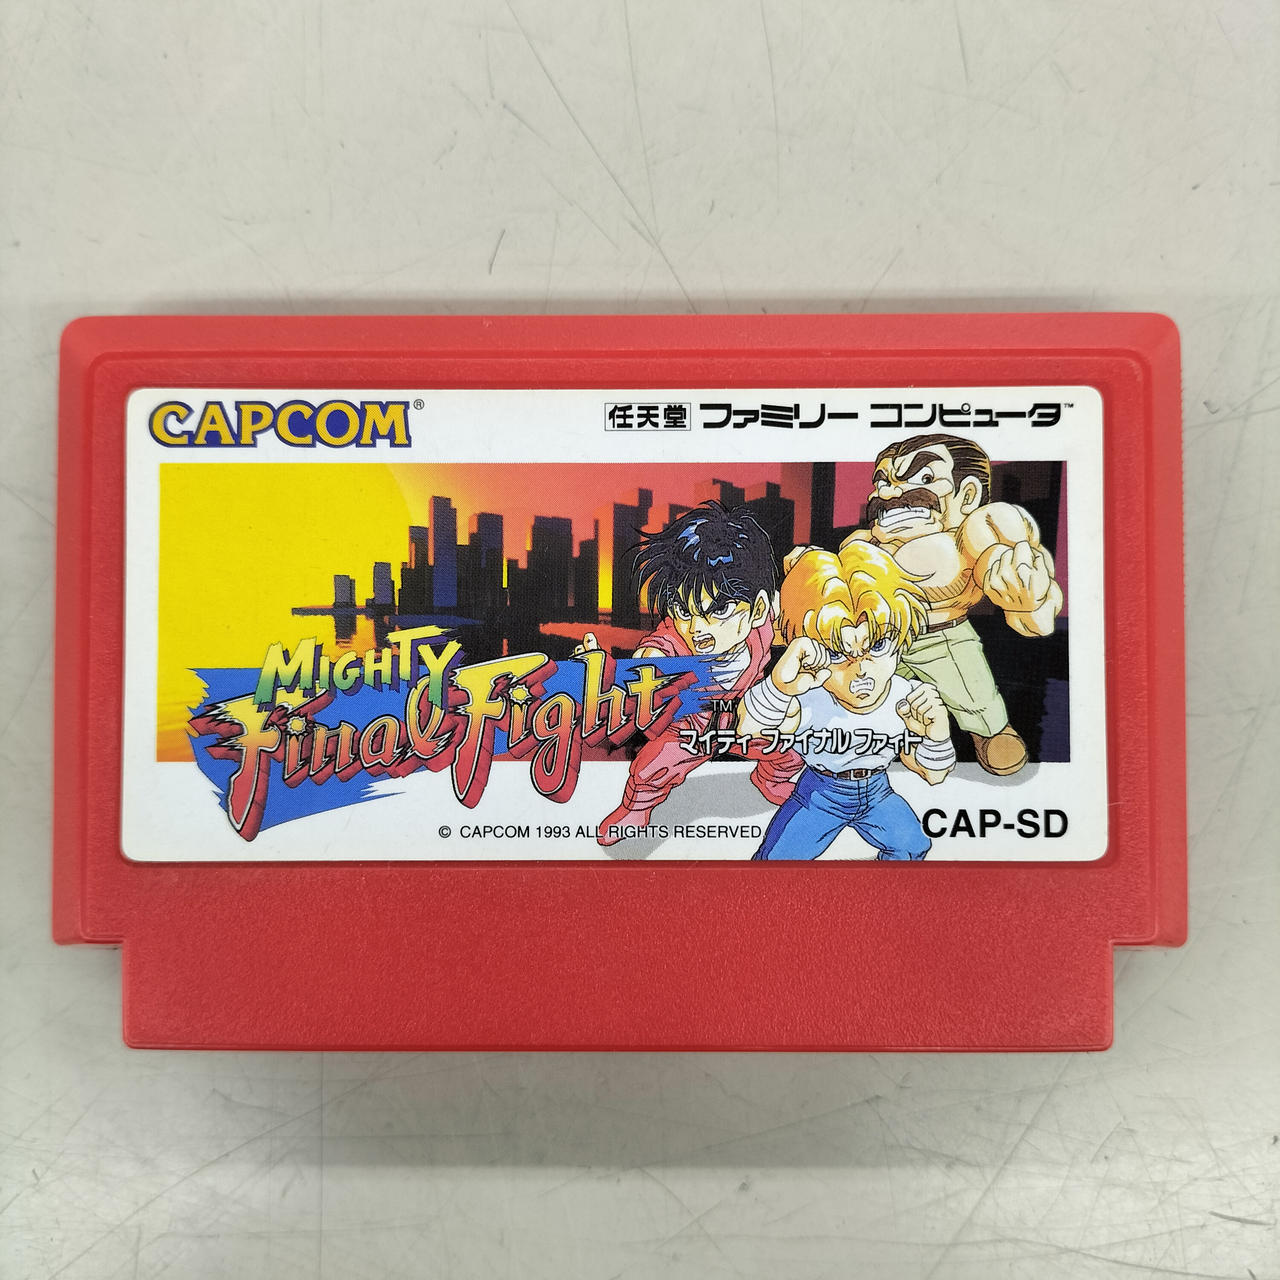 CAPCOM®
任天堂 ファミリー コンピュータ™
MIGHTY
Final Fight™
マイティ ファイナルファイト
© CAPCOM 1993 ALL RIGHTS RESERVED
CAP-SD